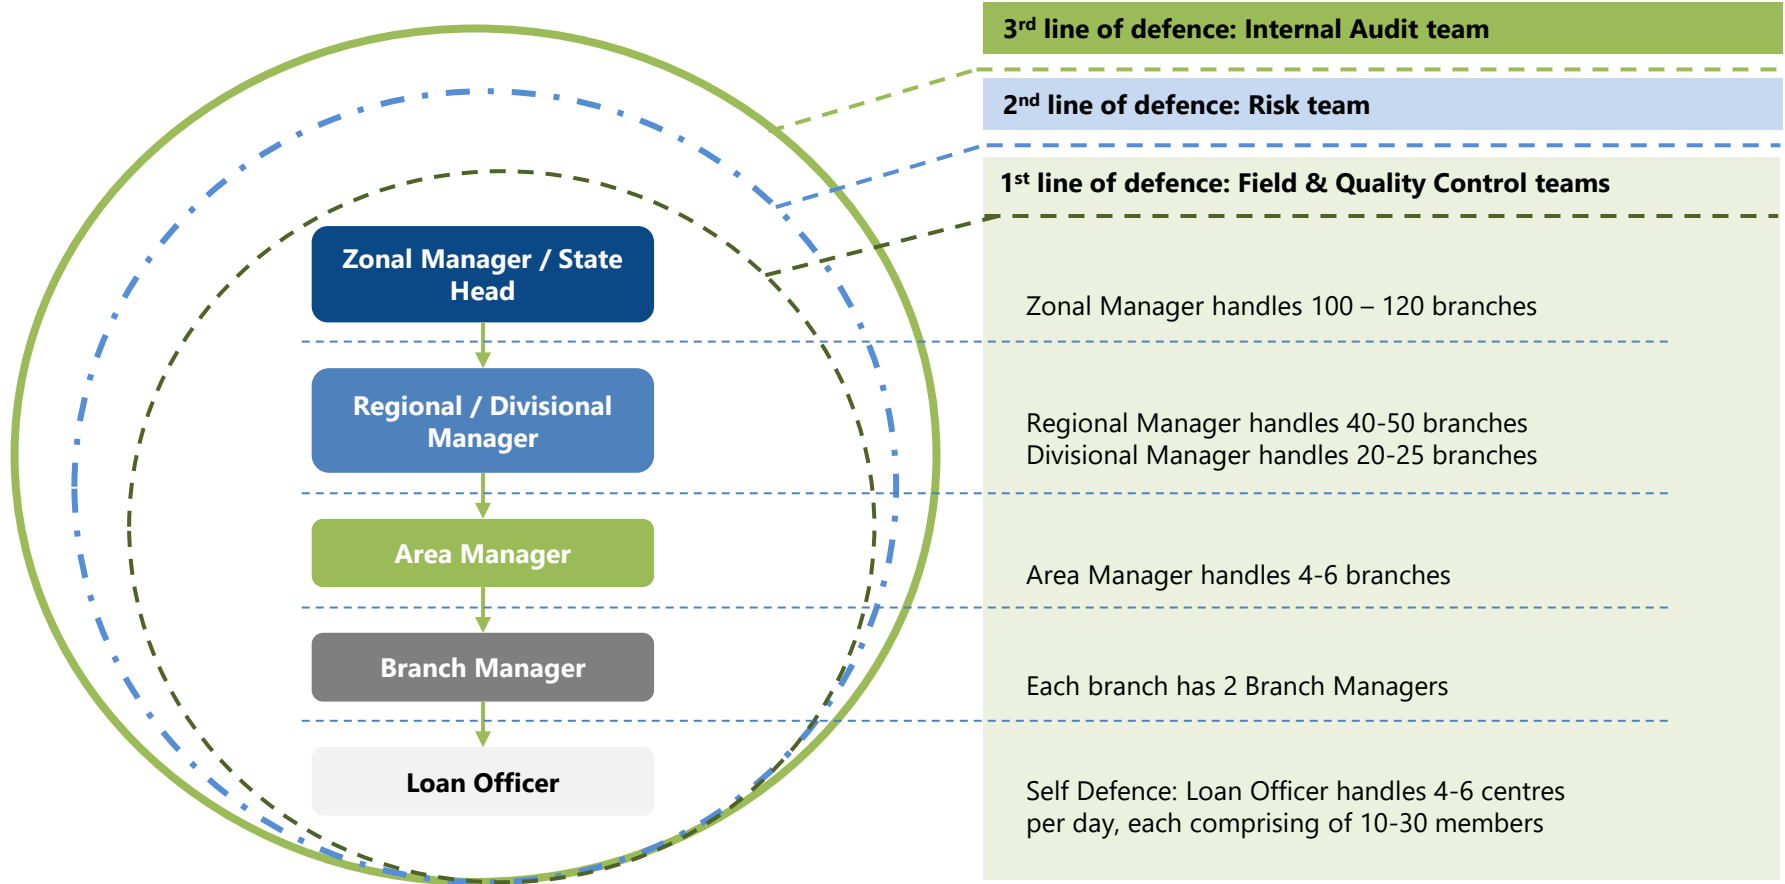 3rd line of defence: Internal Audit team
2nd line of defence: Risk team
1st line of defence: Field & Quality Control teams
Zonal Manager / State
Head
Zonal Manager handles 100 – 120 branches
Regional / Divisional
Manager
Regional Manager handles 40-50 branches
Divisional Manager handles 20-25 branches
Area Manager
Area Manager handles 4-6 branches
Branch Manager
Each branch has 2 Branch Managers
Loan Officer
Self Defence: Loan Officer handles 4-6 centres
per day, each comprising of 10-30 members